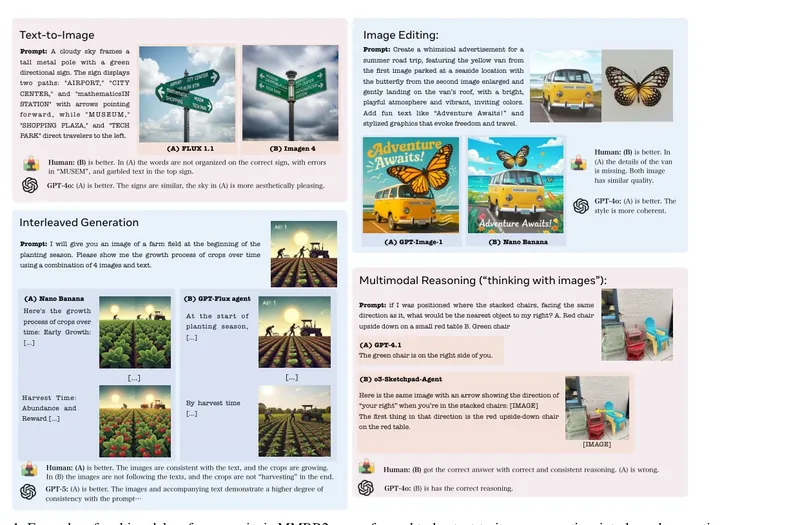 Text-to-Image
Prompt: A cloudy sky frames a
tall metal pole with a green
directional sign. The sign displays
two paths: "AIRPORT," "CITY
CENTER," and "mathematicsIN
STATION" with arrows pointing
forward, while "MUSEUM,"
"SHOPPING PLAZA," and "TECH
PARK" direct travelers to the left.
(A) FLUX 1.1
(B) Imagen 4
Human: (B) is better. In (A) the words are not organized on the correct sign, with errors
in "MUSEM", and garbled text in the top sign.
GPT-4o: (A) is better. The signs are similar, the sky in (A) is more aesthetically pleasing.
Image Editing:
Prompt: Create a whimsical advertisement for a
summer road trip, featuring the yellow van from
the first image parked at a seaside location with
the butterfly from the second image enlarged and
gently landing on the van's roof, with a bright,
playful atmosphere and vibrant, inviting colors.
Add fun text like "Adventure Awaits!" and
stylized graphics that evoke freedom and travel.
Adventure
Awaits!
Adventure Awaits!
(A) GPT-Image-1
(B) Nano Banana
Human: (B) is better. In
(A) the details of the van
is missing. Both image
has similar quality.
GPT-4o: (A) is better. The
style is more coherent.
Interleaved Generation
Prompt: I will give you an image of a farm field at the beginning of the
planting season. Please show me the growth progress of crops over time
using a combination of 4 images and text.
(A) Nano Banana
Here's the growth
process of crops over
time: Early Growth:
[...]
[...]
Harvest Time:
Abundance and
Reward [...]
(B) GPT-Flux agent
At the start of
planting season,
[...]
[...]
By harvest time
[...]
Human: (A) is better. The images are consistent with the text, and the crops are growing.
In (B) the images are not following the texts, and the crops are not "harvesting" in the end.
GPT-5: (A) is better. The images and accompanying text demonstrate a higher degree of
consistency with the prompt…
Multimodal Reasoning ("thinking with images"):
Prompt: if I was positioned where the stacked chairs, facing the same
direction as it, what would be the nearest object to my right? A. Red chair
upside down on a small red table B. Green chair
(A) GPT-4.1
The green chair is on the right side of you.
(B) o3-Sketchpad-Agent
Here is the same image with an arrow showing the direction of
"your right" when you're in the stacked chairs: [IMAGE]
The first thing in that direction is the red upside-down chair
on the red table.
[IMAGE]
Human: (B) got the correct answer with correct and consistent reasoning. (A) is wrong.
GPT-4o: (B) is has the correct reasoning.